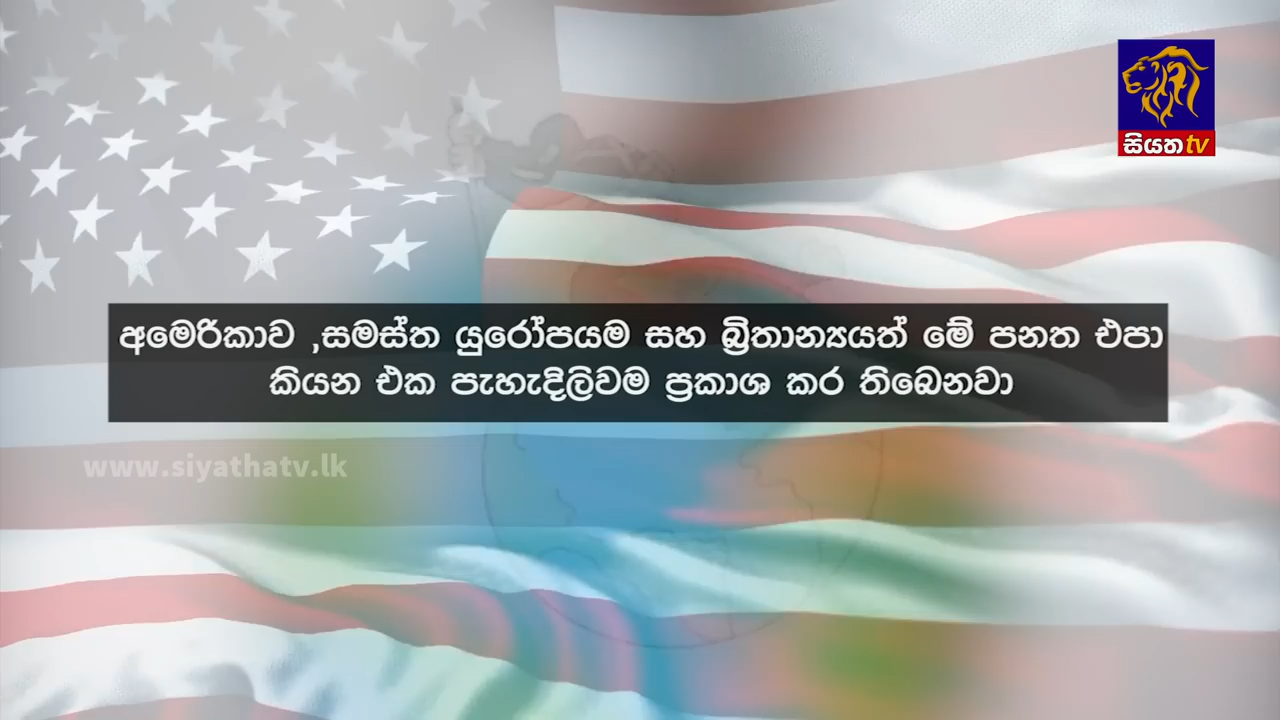 සියත tv
අමෙරිකාව ,සමස්ත යුරෝපයම සහ බ්‍රිතාන්‍යයත් මේ පනත එපා
කියන එක පැහැදිලිවම ප්‍රකාශ කර තිබෙනවා
www.siyathatv.lk